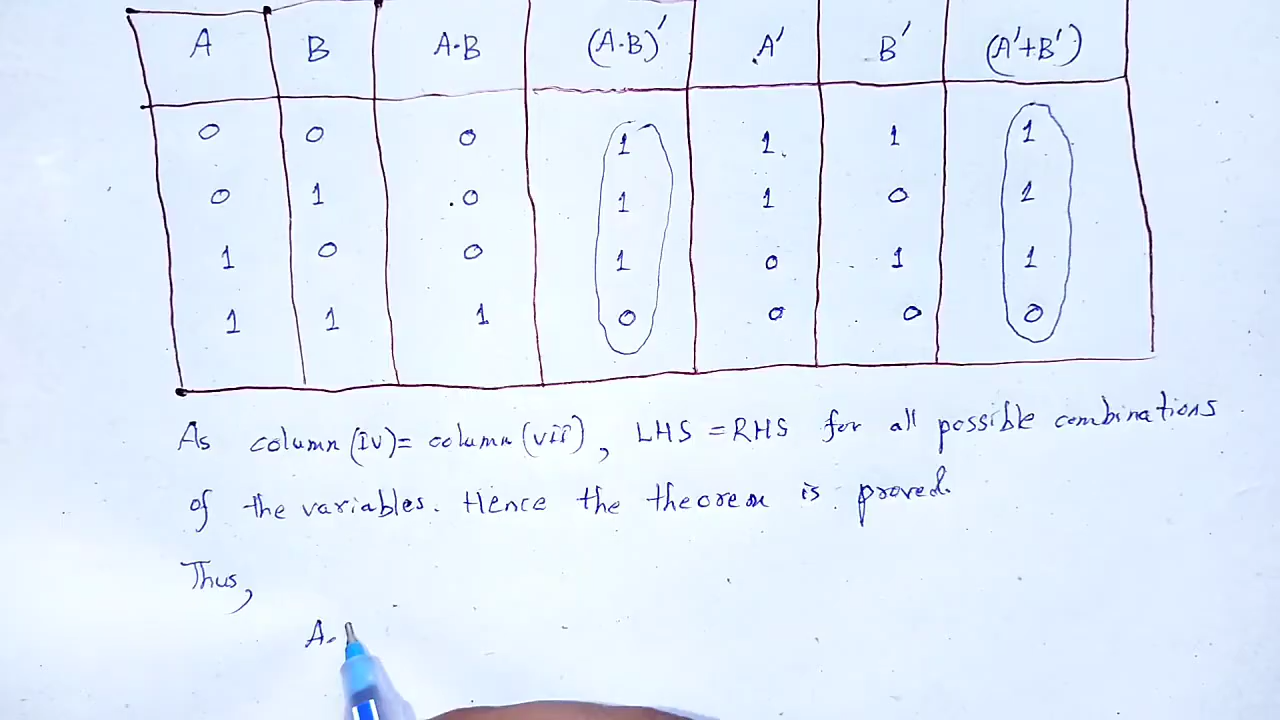 A B A·B (A·B)′ A′ B′ (A′+B′)
0 0 0 1 1 1 1
0 1 0 1 1 0 1
1 0 0 1 0 1 1
1 1 1 0 0 0 0
As column (iv) = column (vii), LHS = RHS for all possible combinations
of the variables. Hence the theorem is proved.
Thus,
A·